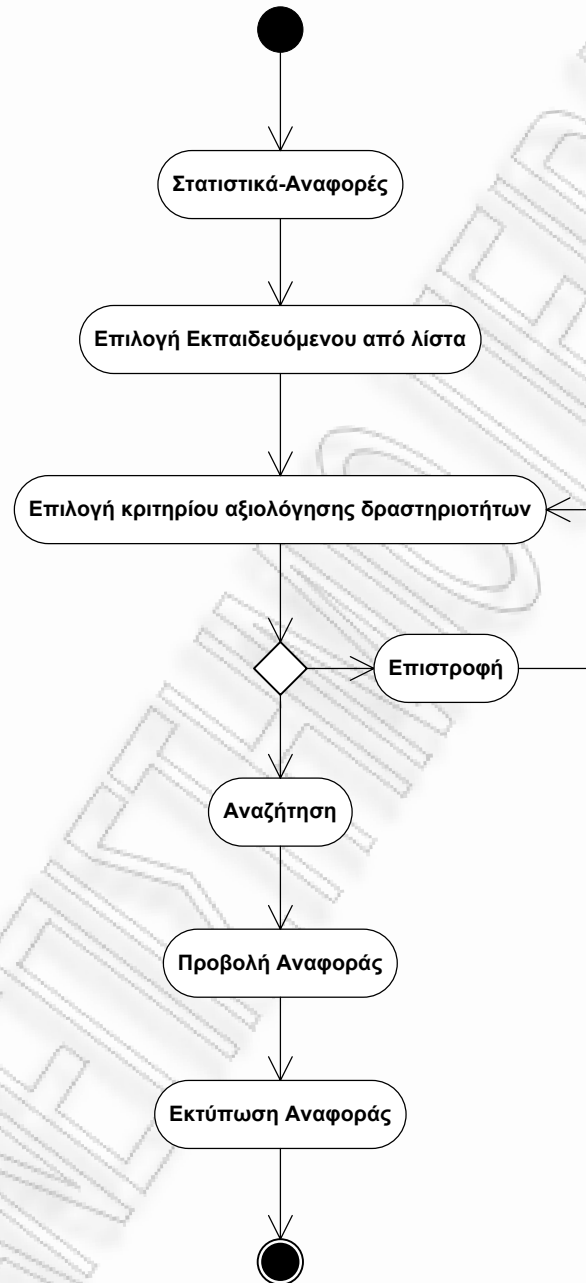 Στατιστικά-Αναφορές
Επιλογή Εκπαιδευόμενου από λίστα
Επιλογή κριτηρίου αξιολόγησης δραστηριοτήτων
Επιστροφή
Αναζήτηση
Προβολή Αναφοράς
Εκτύπωση Αναφοράς